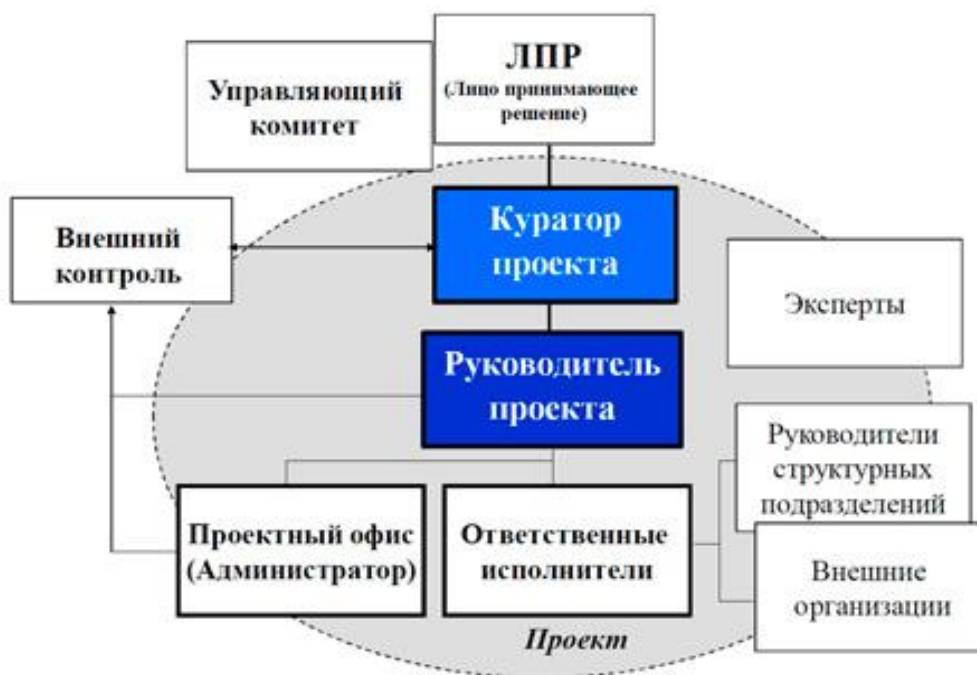 ЛПР
(Лицо принимающее
решение)
Управляющий
комитет
Куратор
проекта
Внешний
контроль
Эксперты
Руководитель
проекта
Руководители
структурных
подразделений
Проектный офис
(Администратор)
Ответственные
исполнители
Внешние
организации
Проект